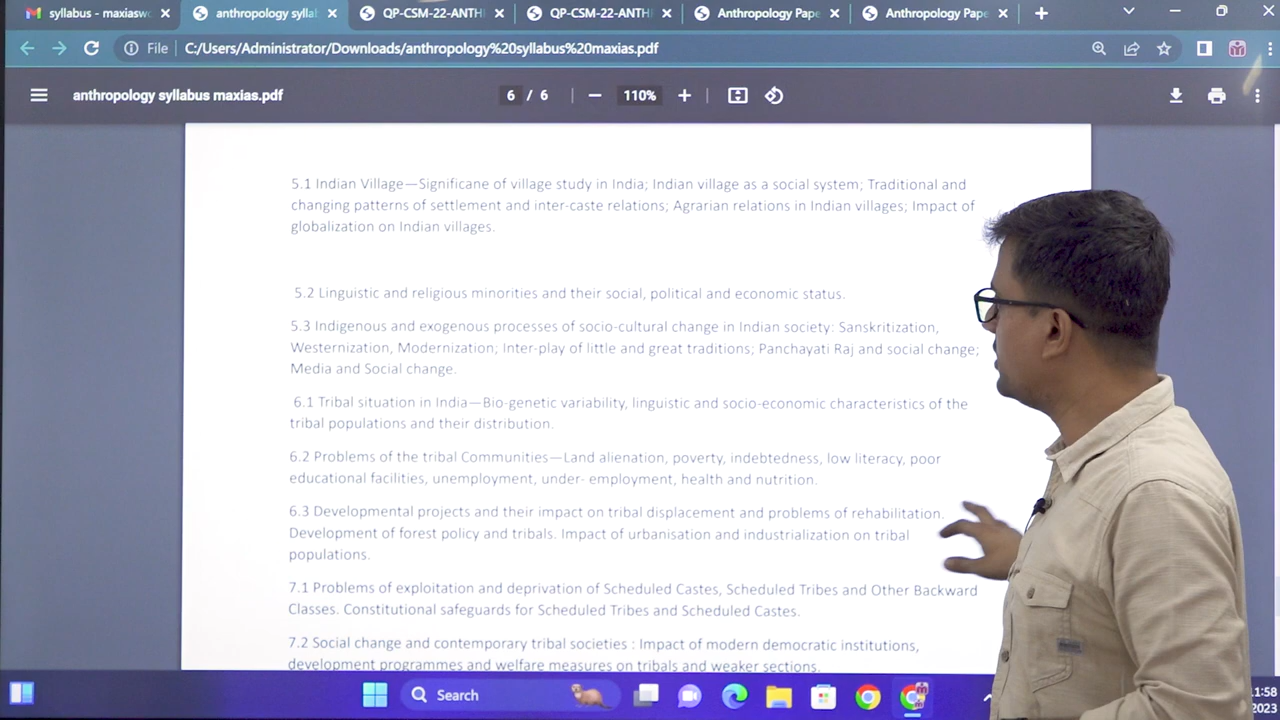 syllabus - maxiasw
anthropology sylla
QP-CSM-22-ANTH
QP-CSM-22-ANTH
Anthropology Pape
Anthropology Pape
File
C:/Users/Administrator/Downloads/anthropology%20syllabus%20maxias.pdf
anthropology syllabus maxias.pdf
6 / 6
110%
5.1 Indian Village—Significane of village study in India; Indian village as a social system; Traditional and
changing patterns of settlement and inter-caste relations; Agrarian relations in Indian villages; Impact of
globalization on Indian villages.
5.2 Linguistic and religious minorities and their social, political and economic status.
5.3 Indigenous and exogenous processes of socio-cultural change in Indian society: Sanskritization,
Westernization, Modernization; Inter-play of little and great traditions; Panchayati Raj and social change;
Media and Social change.
6.1 Tribal situation in India—Bio-genetic variability, linguistic and socio-economic characteristics of the
tribal populations and their distribution.
6.2 Problems of the tribal Communities—Land alienation, poverty, indebtedness, low literacy, poor
educational facilities, unemployment, under- employment, health and nutrition.
6.3 Developmental projects and their impact on tribal displacement and problems of rehabilitation.
Development of forest policy and tribals. Impact of urbanisation and industrialization on tribal
populations.
7.1 Problems of exploitation and deprivation of Scheduled Castes, Scheduled Tribes and Other Backward
Classes. Constitutional safeguards for Scheduled Tribes and Scheduled Castes.
7.2 Social change and contemporary tribal societies : Impact of modern democratic institutions,
development programmes and welfare measures on tribals and weaker sections.
Search
11:58
2023